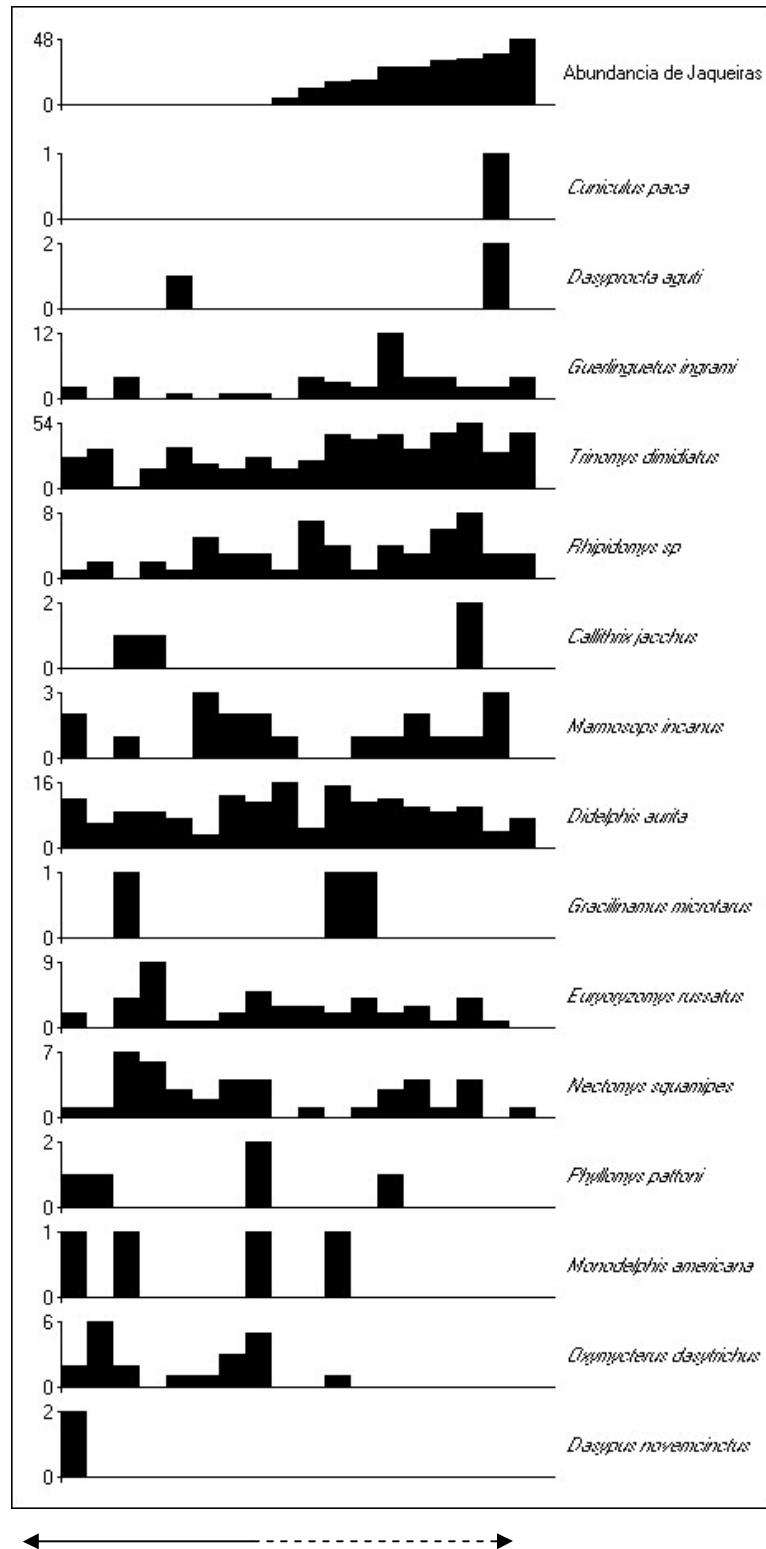 48
0
Abundancia de Jaqueiras
1
0
Cuniculus paca
2
0
Dasyprocta aguti
12
0
Guerlinguetus ingrami
54
0
Trinomys dimidiatus
8
0
Rhipidomys sp
2
0
Callithrix jacchus
3
0
Marmosops incanus
16
0
Didelphis aurita
1
0
Gracilinamus microtarus
9
0
Euryoryzomys russatus
7
0
Nectomys squamipes
2
0
Phyllomys pattoni
1
0
Monodelphis americana
6
0
Oxymycterus dasytrichus
2
0
Dasypus novemcinctus